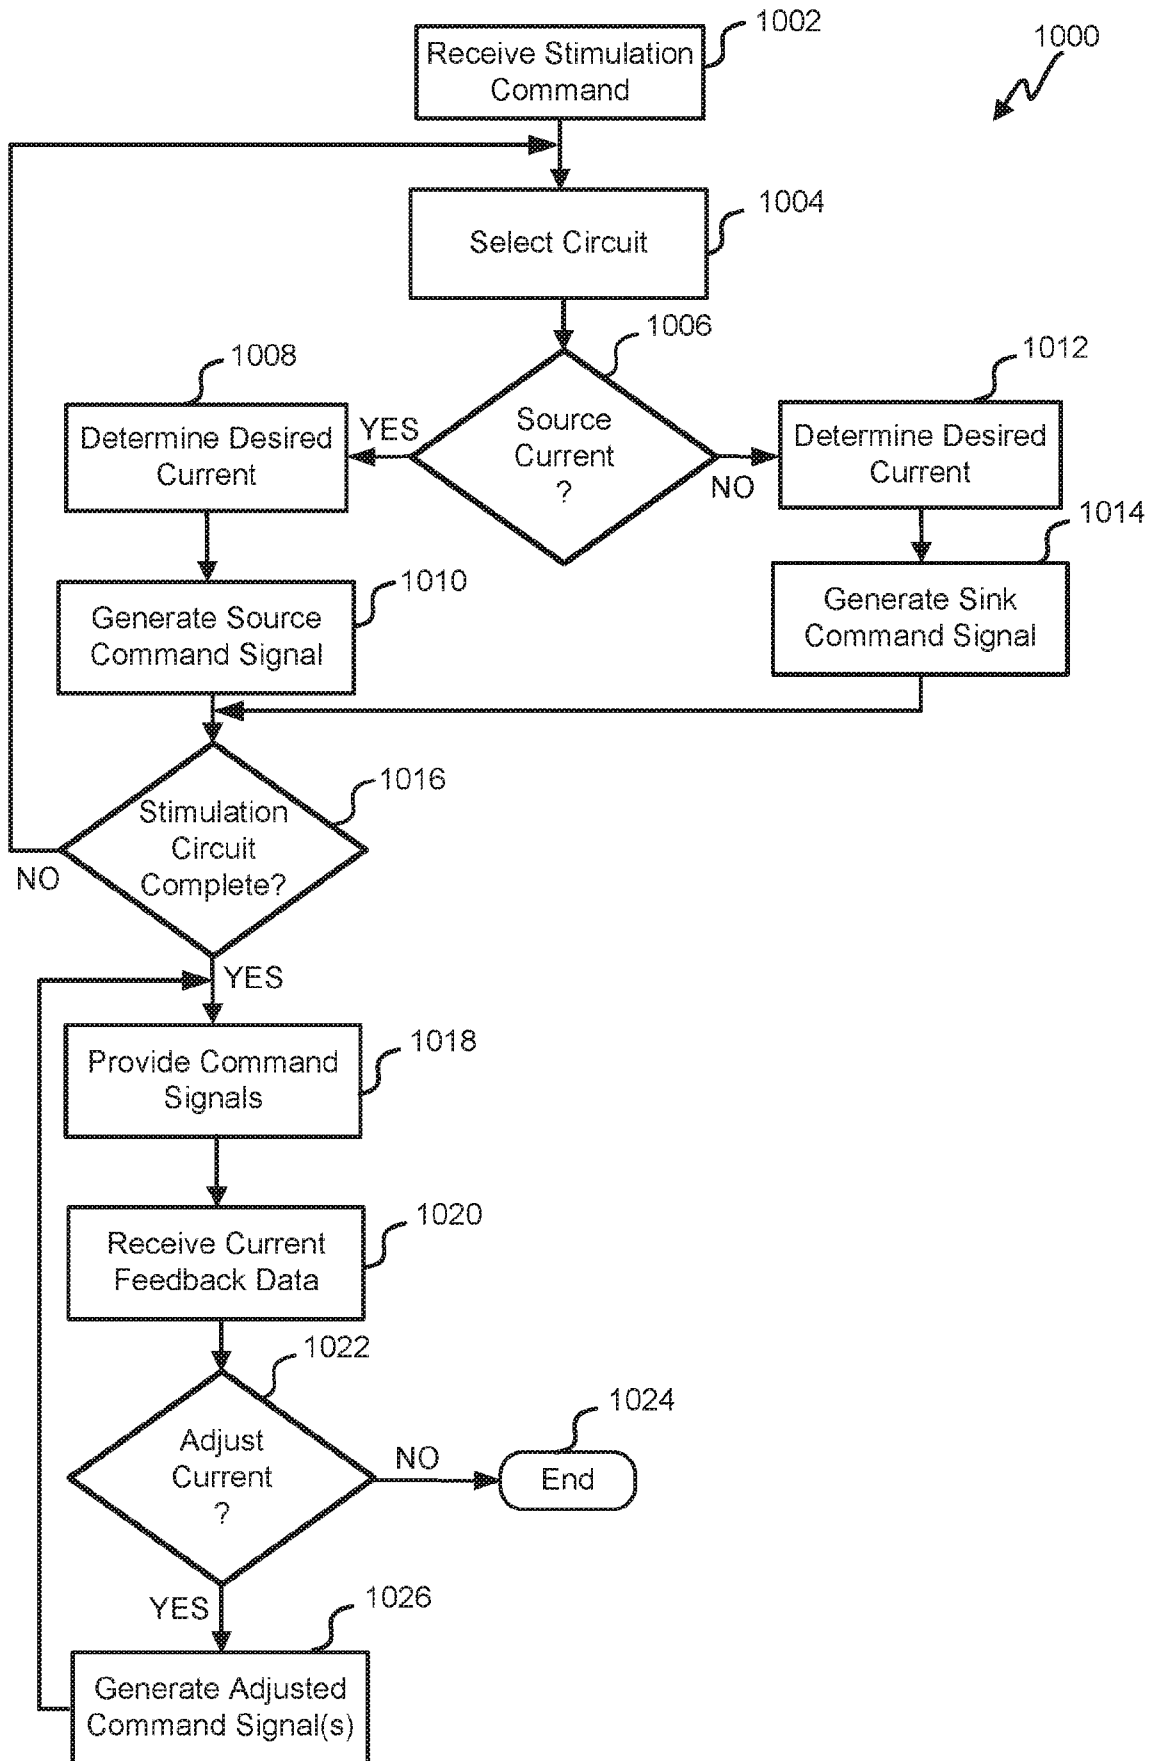 1002
1000
Receive Stimulation
Command
1004
Select Circuit
1006
1008
1012
YES
Source
Current
?
NO
Determine Desired
Current
Determine Desired
Current
1014
1010
Generate Source
Command Signal
Generate Sink
Command Signal
1016
Stimulation
Circuit
Complete?
NO
YES
1018
Provide Command
Signals
1020
Receive Current
Feedback Data
1022
1024
Adjust
Current
?
NO
End
YES
1026
Generate Adjusted
Command Signal(s)